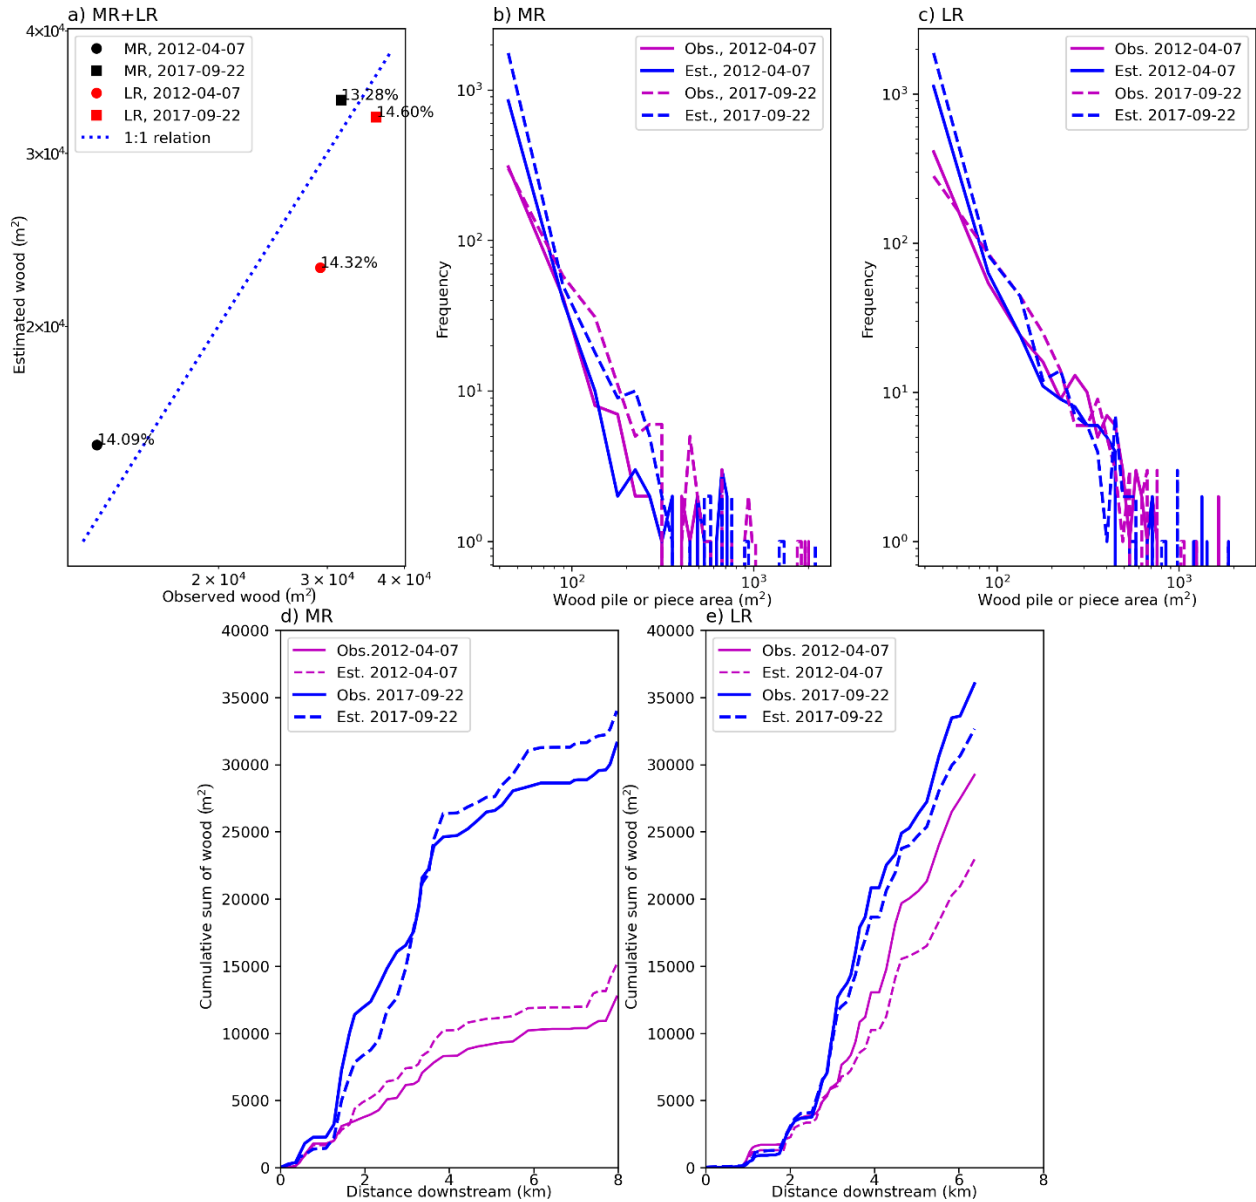 a) MR+LR
4×10⁴
3×10⁴
2×10⁴
Estimated wood (m²)
MR, 2012-04-07
MR, 2017-09-22
LR, 2012-04-07
LR, 2017-09-22
1:1 relation
13.28%
14.60%
14.32%
14.09%
2×10⁴
3×10⁴
4×10⁴
Observed wood (m²)
b) MR
Obs., 2012-04-07
Est., 2012-04-07
Obs., 2017-09-22
Est., 2017-09-22
10³
10²
10¹
10⁰
Frequency
10²
10³
Wood pile or piece area (m²)
c) LR
Obs. 2012-04-07
Est. 2012-04-07
Obs. 2017-09-22
Est. 2017-09-22
10³
10²
10¹
10⁰
Frequency
10²
10³
Wood pile or piece area (m²)
d) MR
Obs.2012-04-07
Est. 2012-04-07
Obs. 2017-09-22
Est. 2017-09-22
40000
35000
30000
25000
20000
15000
10000
5000
0
Cumulative sum of wood (m²)
0
2
4
6
8
Distance downstream (km)
e) LR
Obs. 2012-04-07
Est. 2012-04-07
Obs. 2017-09-22
Est. 2017-09-22
40000
35000
30000
25000
20000
15000
10000
5000
0
Cumulative sum of wood (m²)
0
2
4
6
8
Distance downstream (km)